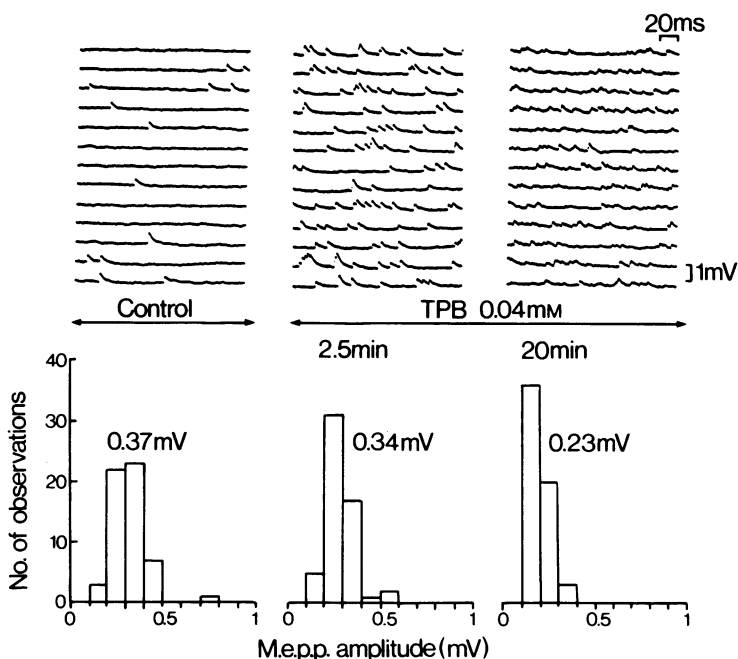 20ms
1mV
Control
TPB 0.04mM
2.5min
20min
40
30
20
10
0
No. of observations
0.37mV
0.34mV
0.23mV
0 0.5 1
0 0.5 1
0 0.5 1
M.e.p.p. amplitude (mV)